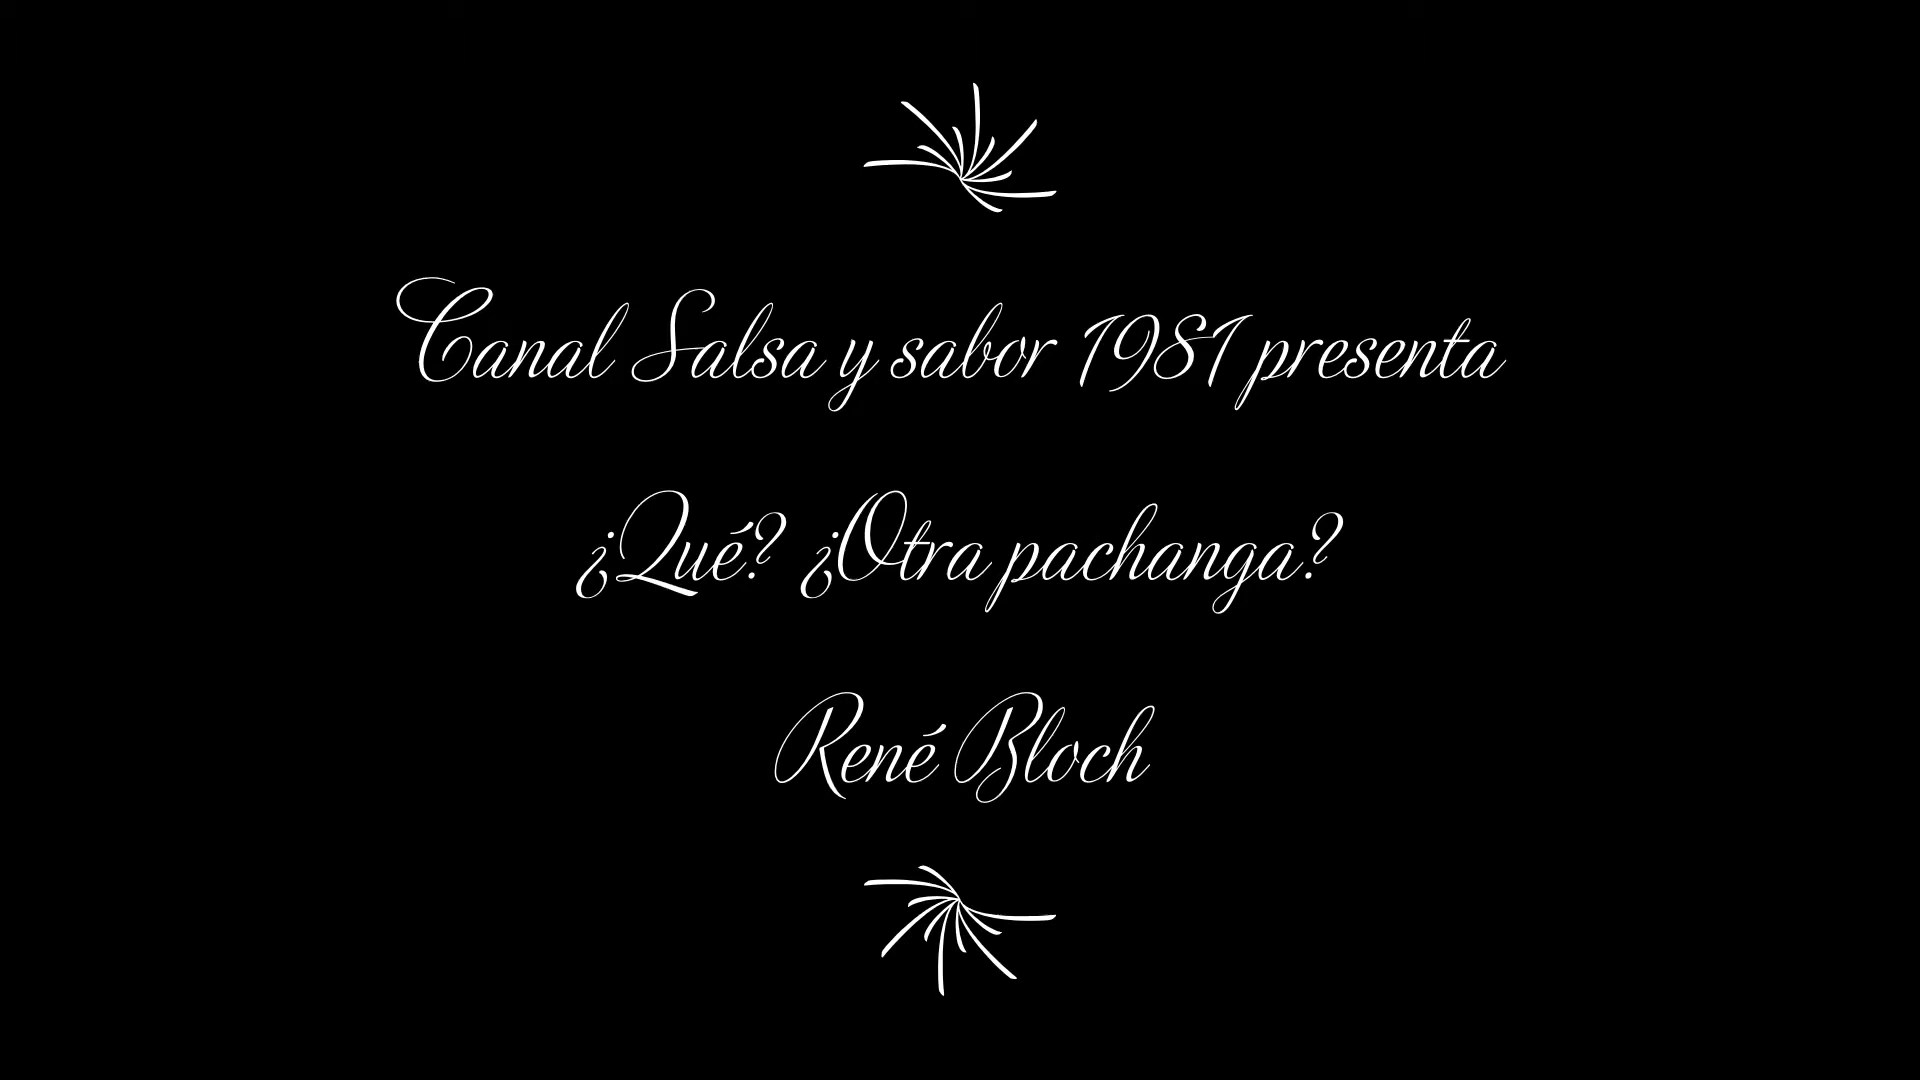 Canal Salsa y sabor 1981 presenta
¿Qué? ¿Otra pachanga?
René Bloch